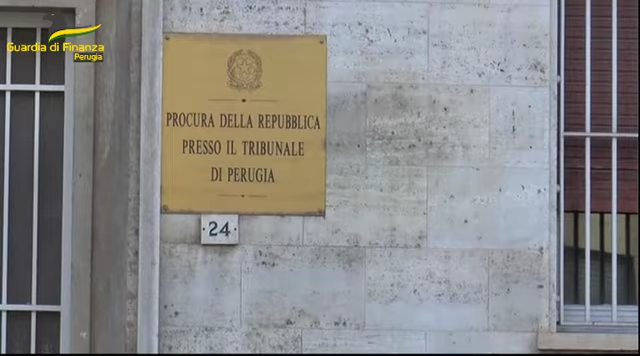 Guardia di Finanza
Perugia
PROCURA DELLA REPUBBLICA
PRESSO IL TRIBUNALE
DI PERUGIA
24